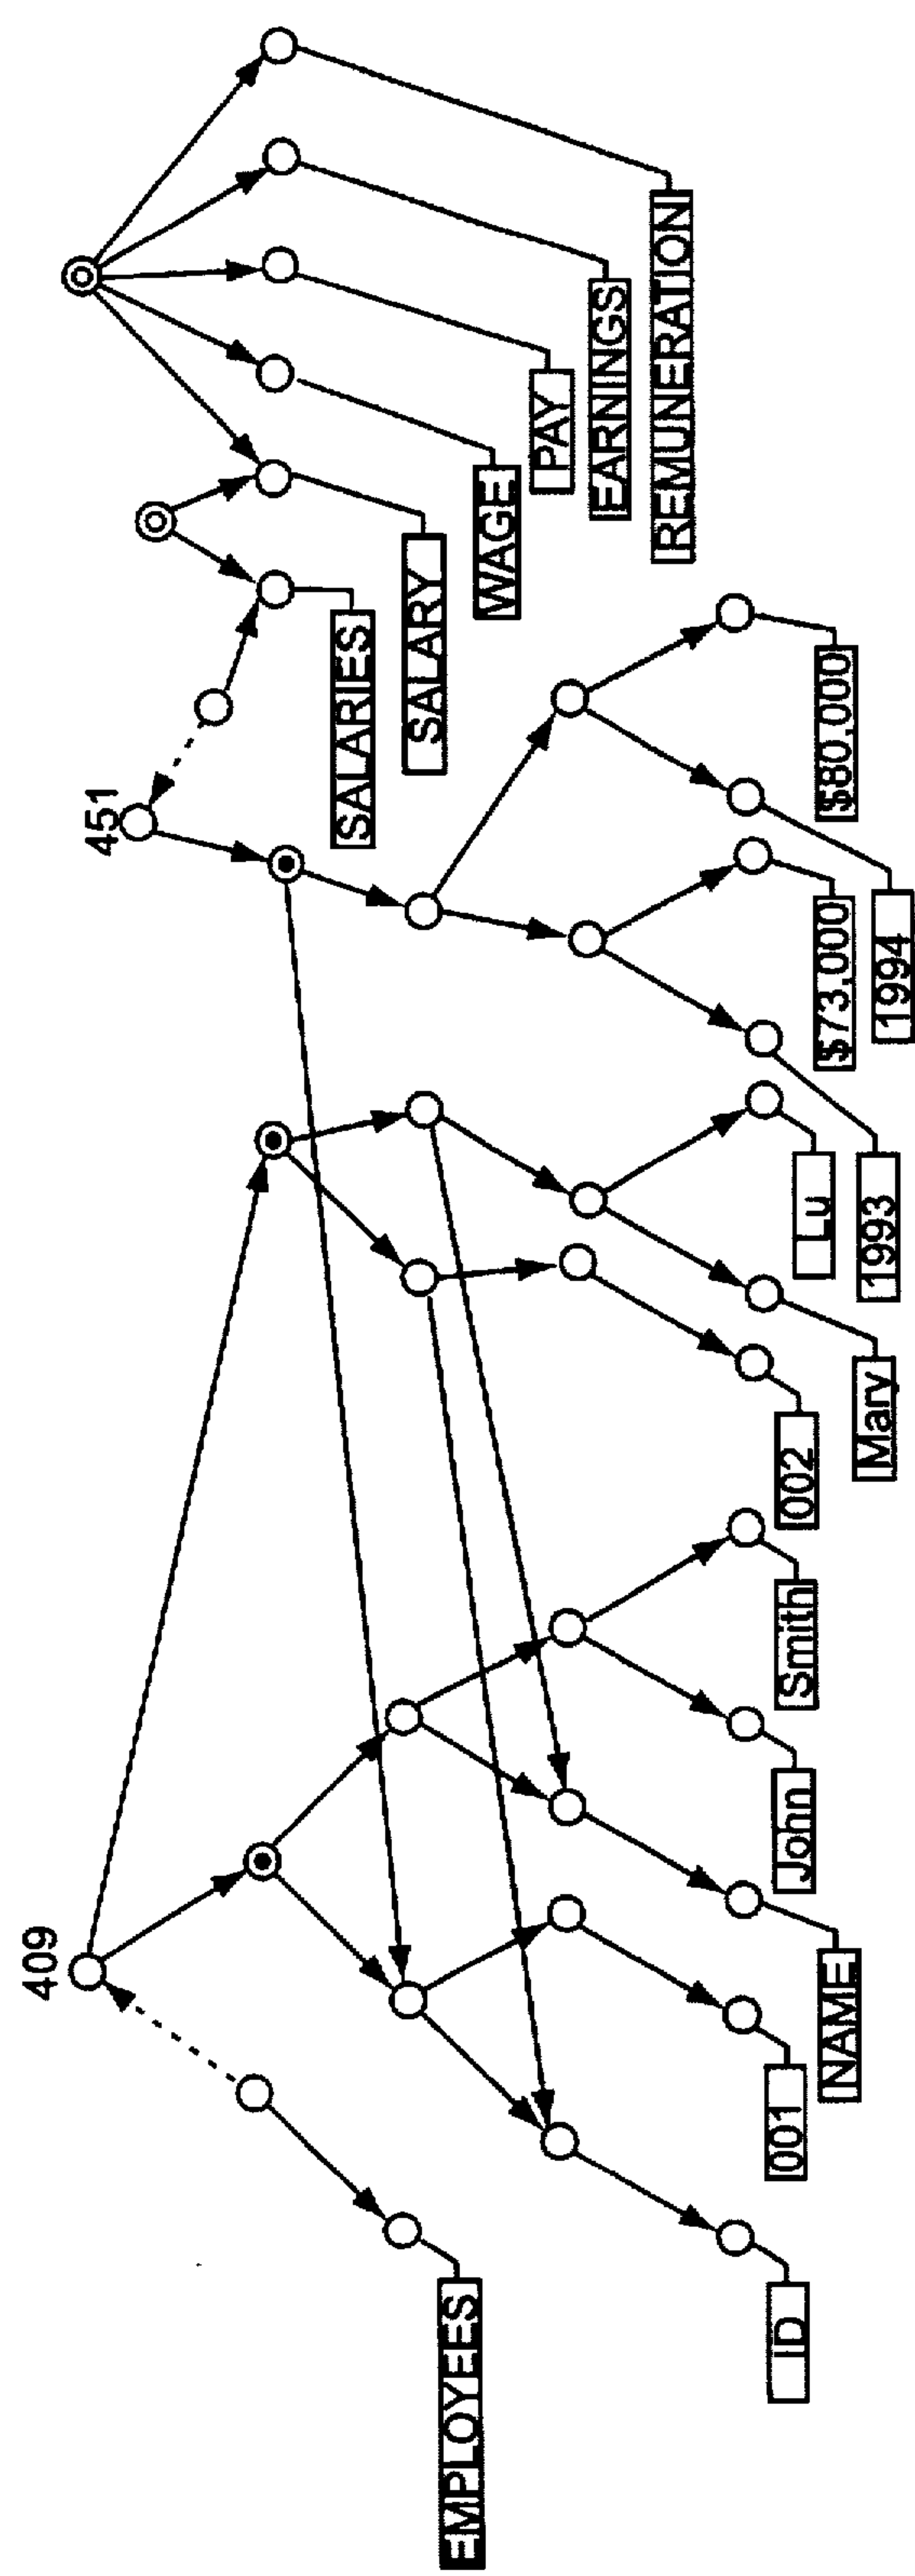 409
451
EMPLOYEES
ID
001
NAME
John
Smith
002
Mary
Lu
1993
$73,000
1994
$80,000
SALARIES
SALARY
WAGE
PAY
EARNINGS
REMUNERATION